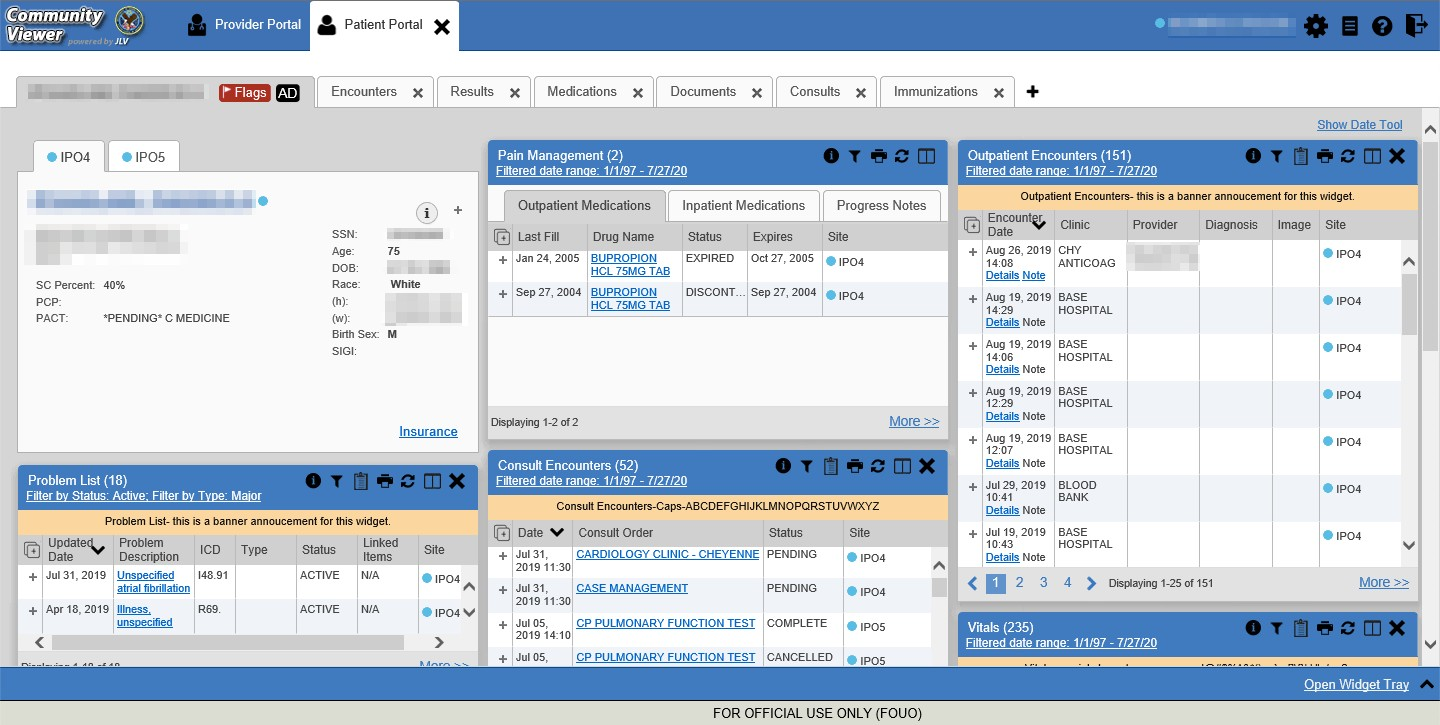 Community
Viewer
powered by JLV
Provider Portal
Patient Portal
Flags AD
Encounters
Results
Medications
Documents
Consults
Immunizations
Show Date Tool
IPO4
IPO5
SC Percent: 40%
PCP:
PACT: *PENDING* C MEDICINE
SSN:
Age: 75
DOB:
Race: White
(h):
(w):
Birth Sex: M
SIGI:
Insurance
Problem List (18)
Filter by Status: Active; Filter by Type: Major
Problem List- this is a banner annoucement for this widget.
Updated Date Problem Description ICD Type Status Linked Items Site
Jul 31, 2019 Unspecified atrial fibrillation I48.91 ACTIVE N/A IPO4
Apr 18, 2019 Illness, unspecified R69. ACTIVE N/A IPO4
Displaying 1-18 of 18 More >>
Pain Management (2)
Filtered date range: 1/1/97 - 7/27/20
Outpatient Medications
Inpatient Medications
Progress Notes
Last Fill Drug Name Status Expires Site
Jan 24, 2005 BUPROPION HCL 75MG TAB EXPIRED Oct 27, 2005 IPO4
Sep 27, 2004 BUPROPION HCL 75MG TAB DISCONT... Sep 27, 2004 IPO4
Displaying 1-2 of 2 More >>
Consult Encounters (52)
Filtered date range: 1/1/97 - 7/27/20
Consult Encounters-Caps-ABCDEFGHIJKLMNOPQRSTUVWXYZ
Date Consult Order Status Site
Jul 31, 2019 11:30 CARDIOLOGY CLINIC - CHEYENNE PENDING IPO4
Jul 31, 2019 11:30 CASE MANAGEMENT PENDING IPO4
Jul 05, 2019 14:10 CP PULMONARY FUNCTION TEST COMPLETE IPO5
Jul 05, CP PULMONARY FUNCTION TEST CANCELLED IPO5
Outpatient Encounters (151)
Filtered date range: 1/1/97 - 7/27/20
Outpatient Encounters- this is a banner annoucement for this widget.
Encounter Date Clinic Provider Diagnosis Image Site
Aug 26, 2019 14:08 Details Note CHY ANTICOAG IPO4
Aug 19, 2019 14:29 Details Note BASE HOSPITAL IPO4
Aug 19, 2019 14:06 Details Note BASE HOSPITAL IPO4
Aug 19, 2019 12:29 Details Note BASE HOSPITAL IPO4
Aug 19, 2019 12:07 Details Note BASE HOSPITAL IPO4
Jul 29, 2019 10:41 Details Note BLOOD BANK IPO4
Jul 19, 2019 10:43 Details Note BASE HOSPITAL IPO4
1 2 3 4 Displaying 1-25 of 151 More >>
Vitals (235)
Filtered date range: 1/1/97 - 7/27/20
Open Widget Tray
FOR OFFICIAL USE ONLY (FOUO)